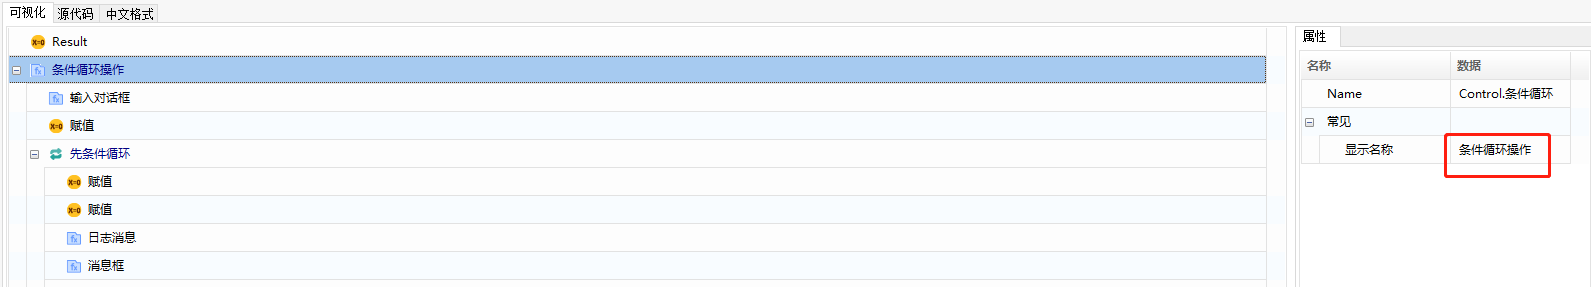 可视化 源代码 中文格式
Result
条件循环操作
输入对话框
赋值
先条件循环
赋值
赋值
日志消息
消息框
属性
名称 数据
Name Control.条件循环
常见
显示名称 条件循环操作